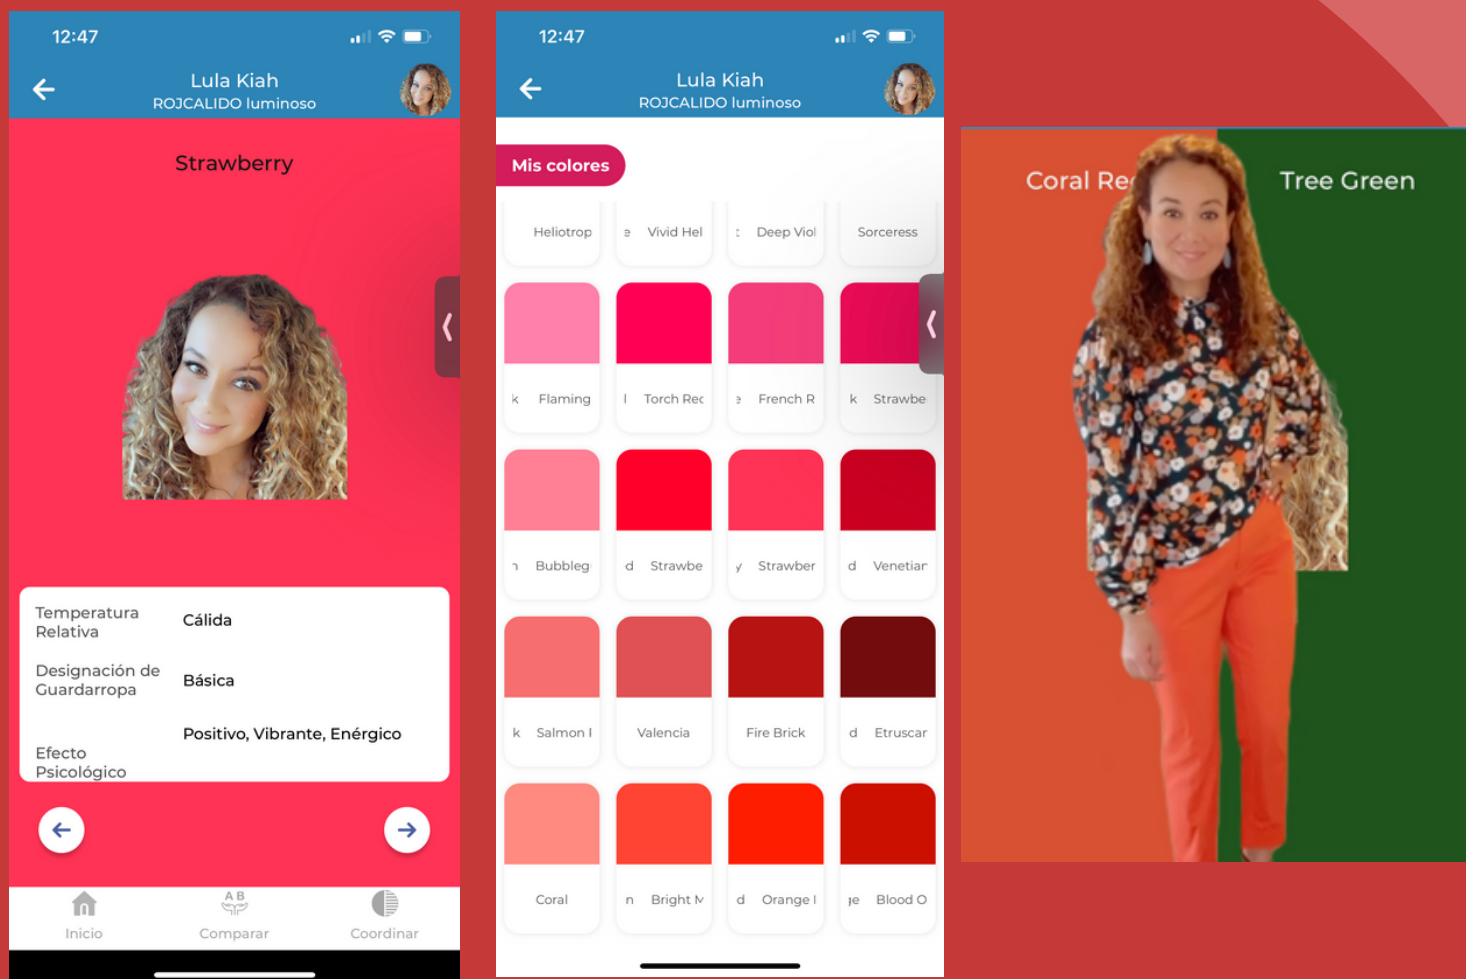 12:47
Lula Kiah
ROJCALIDO luminoso
Strawberry
Temperatura
Relativa
Cálida
Designación de
Guardarropa
Básica
Positivo, Vibrante, Enérgico
Efecto
Psicológico
Inicio
A B
Comparar
Coordinar
12:47
Lula Kiah
ROJCALIDO luminoso
Mis colores
Heliotrop
e Vivid Hel
t Deep Viol
Sorceress
k Flaming
l Torch Rec
e French R
k Strawbe
n Bubbleg
d Strawbe
y Strawber
d Venetiar
k Salmon I
Valencia
Fire Brick
d Etruscar
Coral
n Bright M
d Orange I
ge Blood O
Coral Re
Tree Green